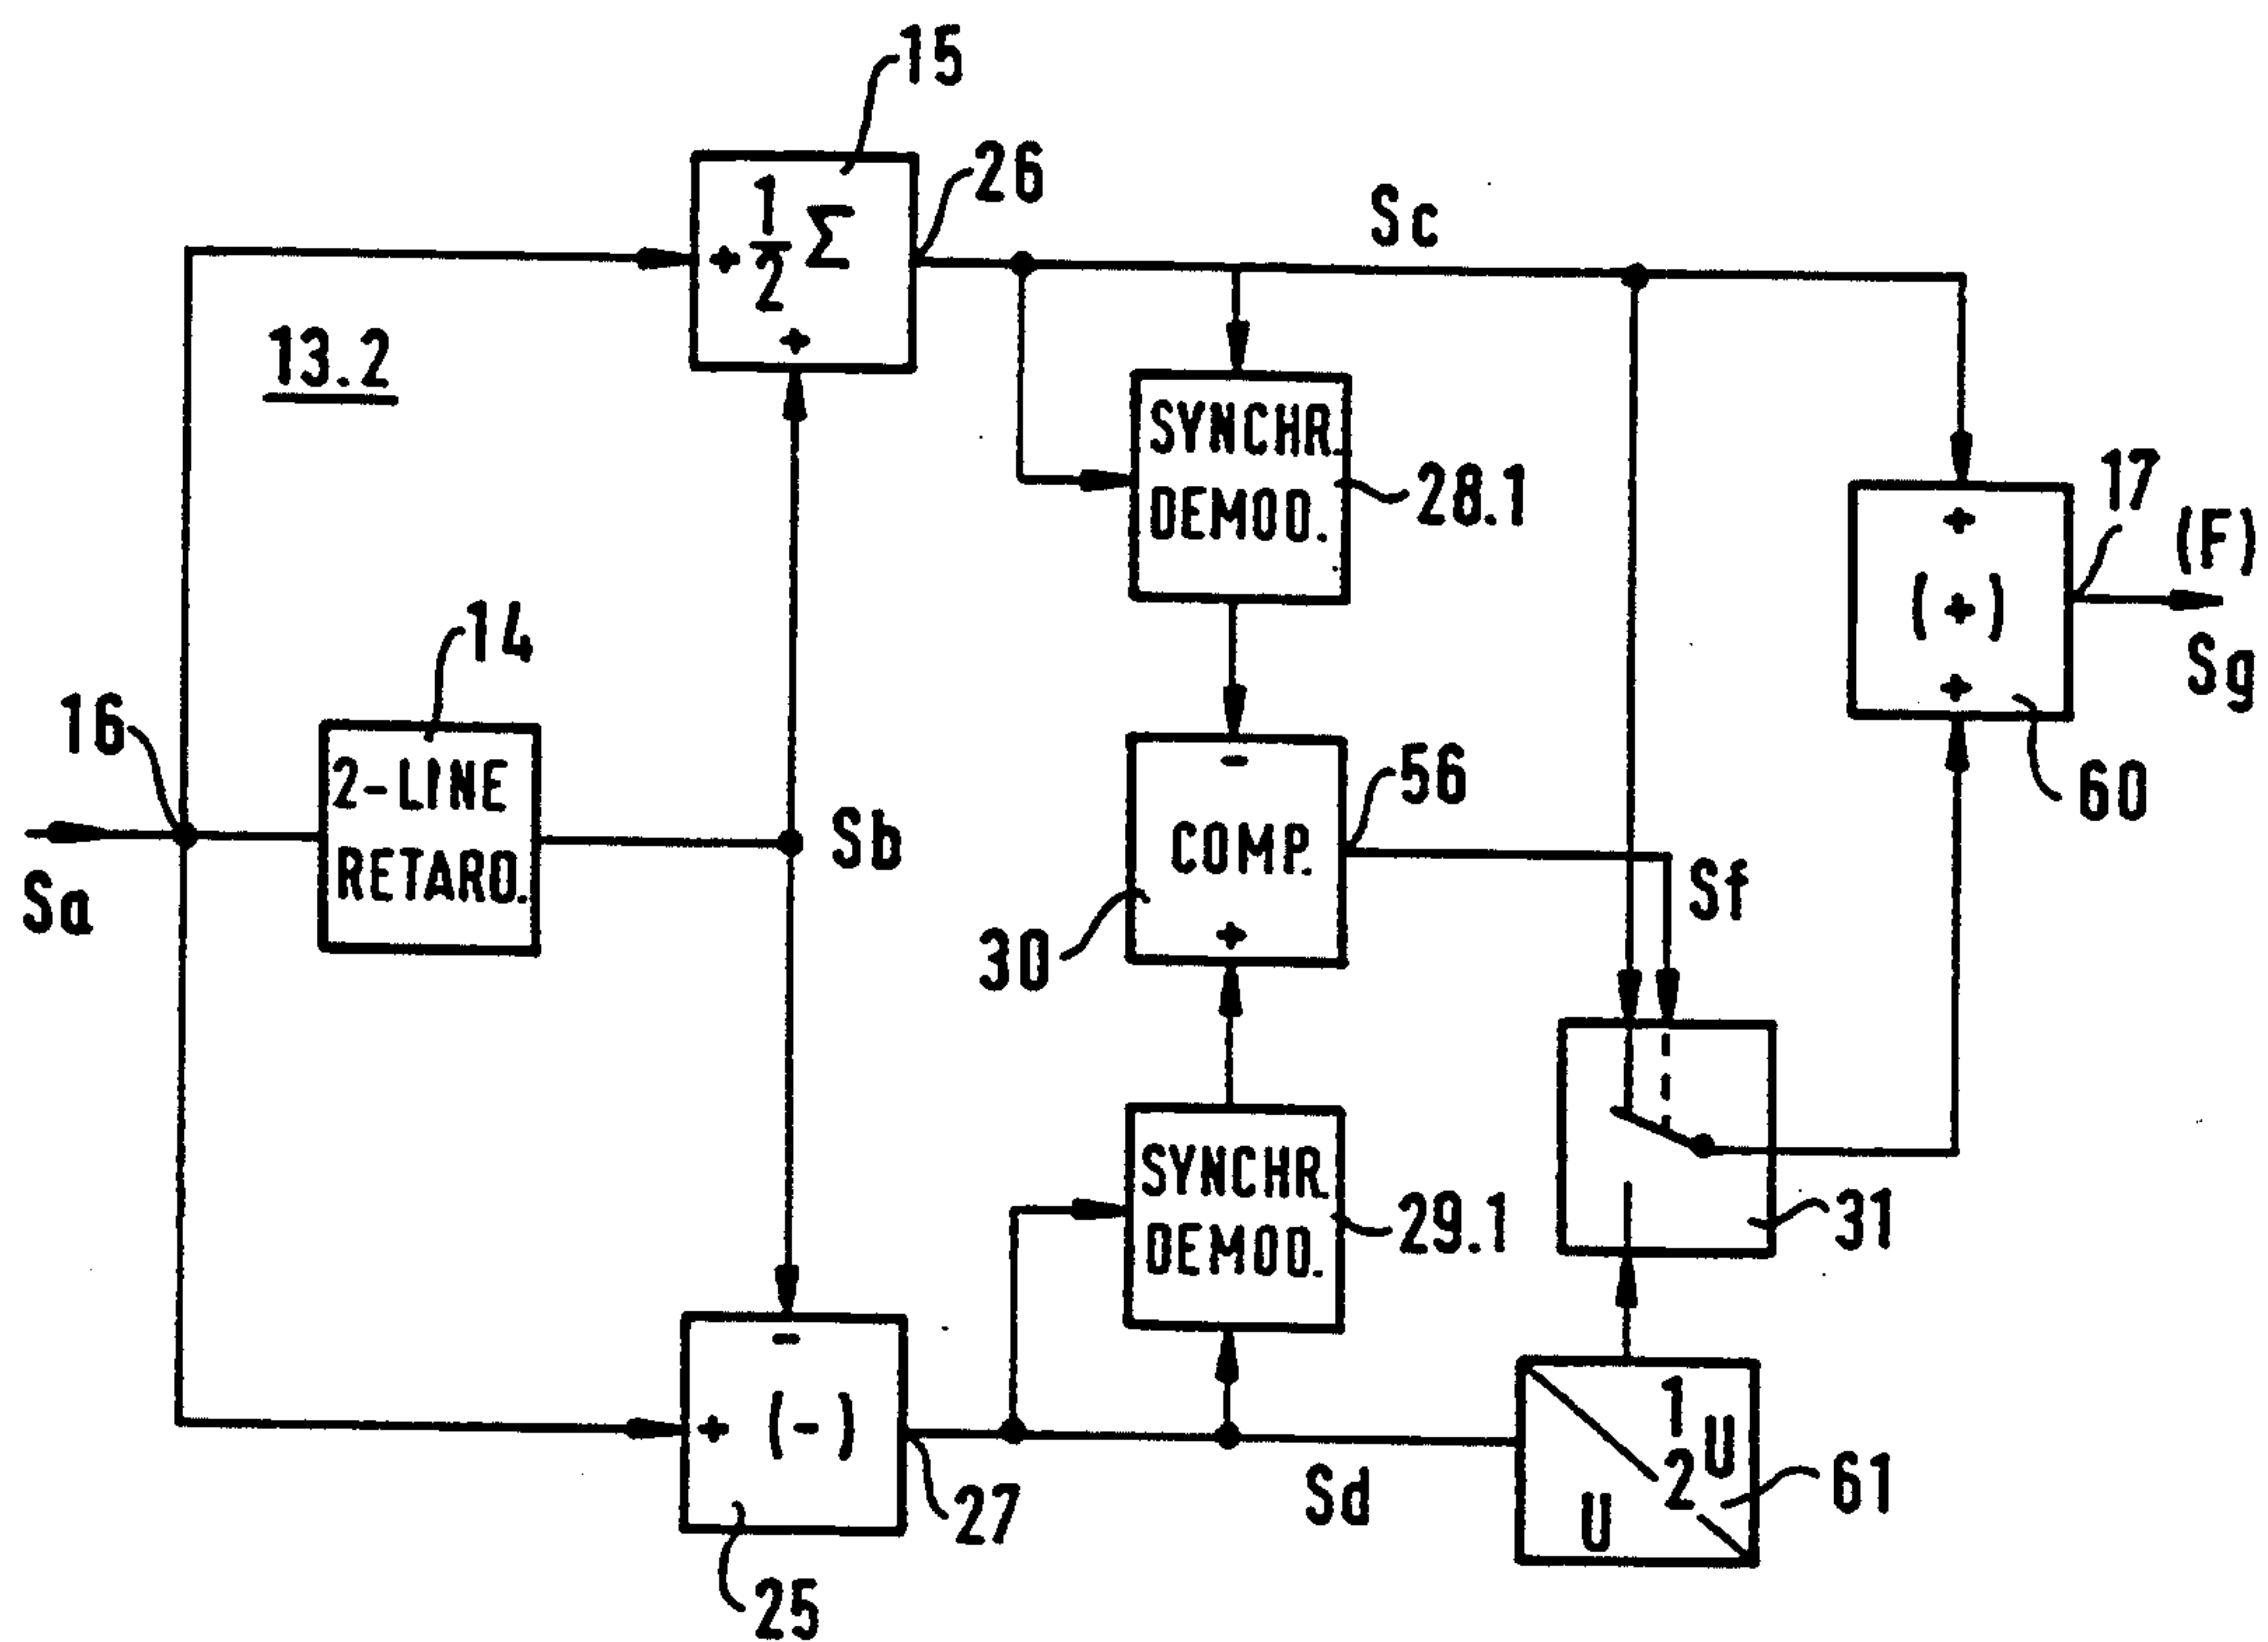 15
26
Sc
1
2
Σ
+
+
13.2
SYNCHR.
DEMOD.
28.1
17
(F)
+
(+)
+
Sg
60
14
16
2-LINE
RETARD.
Sa
Sb
-
COMP.
+
56
30
Sf
SYNCHR.
DEMOD.
29.1
31
-
+ (-)
27
Sd
25
1
2
U
U
61